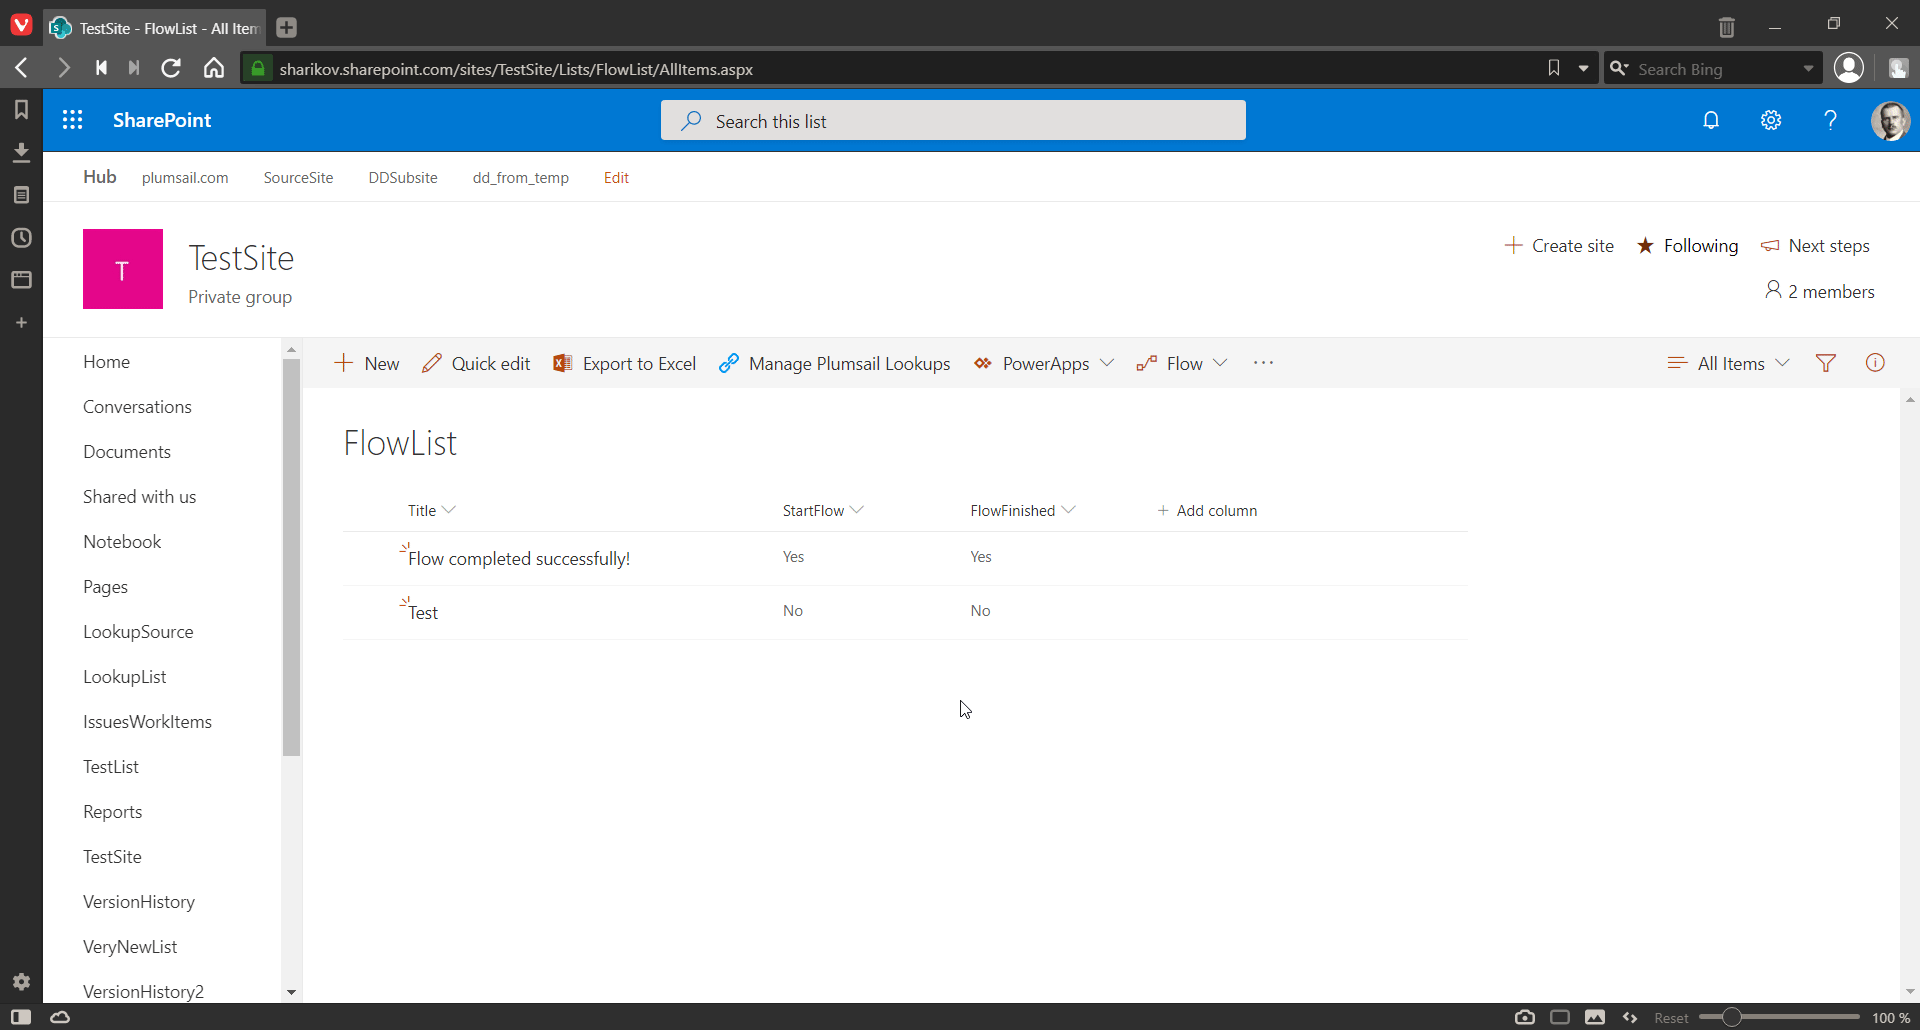 TestSite - FlowList - All Item
sharikov.sharepoint.com/sites/TestSite/Lists/FlowList/AllItems.aspx
Search Bing
SharePoint
Search this list
Hub plumsail.com SourceSite DDSubsite dd_from_temp Edit
T
TestSite
Private group
Create site Following Next steps
2 members
Home
Conversations
Documents
Shared with us
Notebook
Pages
LookupSource
LookupList
IssuesWorkItems
TestList
Reports
TestSite
VersionHistory
VeryNewList
VersionHistory2
New Quick edit Export to Excel Manage Plumsail Lookups PowerApps Flow ··· All Items
FlowList
Title StartFlow FlowFinished + Add column
Flow completed successfully! Yes Yes
Test No No
Reset 100 %